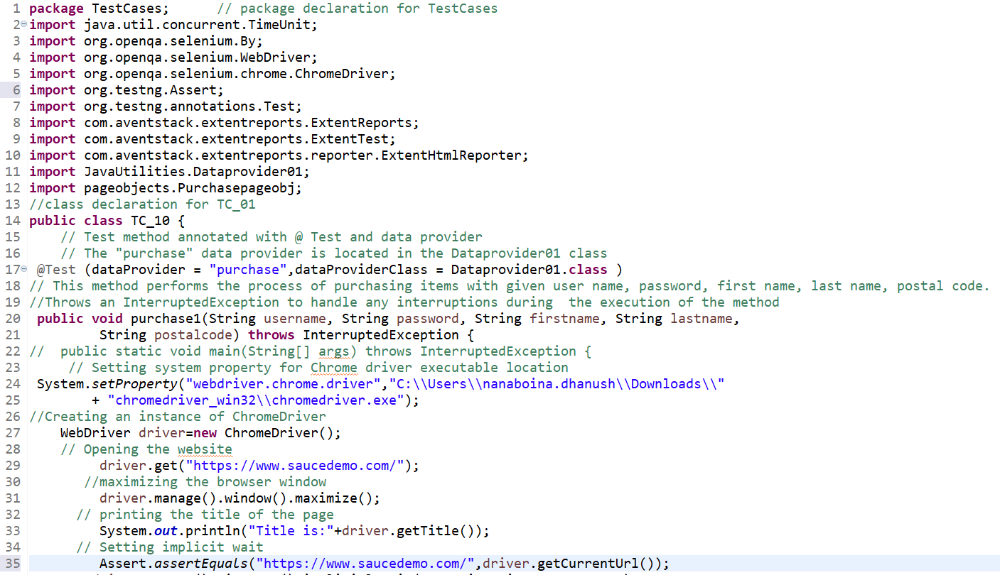 1 package TestCases;      // package declaration for TestCases
2 import java.util.concurrent.TimeUnit;
3 import org.openqa.selenium.By;
4 import org.openqa.selenium.WebDriver;
5 import org.openqa.selenium.chrome.ChromeDriver;
6 import org.testng.Assert;
7 import org.testng.annotations.Test;
8 import com.aventstack.extentreports.ExtentReports;
9 import com.aventstack.extentreports.ExtentTest;
10 import com.aventstack.extentreports.reporter.ExtentHtmlReporter;
11 import JavaUtilities.Dataprovider01;
12 import pageobjects.Purchasepageobj;
13 //class declaration for TC_01
14 public class TC_10 {
15     // Test method annotated with @ Test and data provider
16     // The "purchase" data provider is located in the Dataprovider01 class
17  @Test (dataProvider = "purchase",dataProviderClass = Dataprovider01.class )
18 // This method performs the process of purchasing items with given user name, password, first name, last name, postal code.
19 //Throws an InterruptedException to handle any interruptions during  the execution of the method
20  public void purchase1(String username, String password, String firstname, String lastname,
21          String postalcode) throws InterruptedException {
22 //  public static void main(String[] args) throws InterruptedException {
23      // Setting system property for Chrome driver executable location
24  System.setProperty("webdriver.chrome.driver","C:\\Users\\nanaboina.dhanush\\Downloads\\"
25         + "chromedriver_win32\\chromedriver.exe");
26 //Creating an instance of ChromeDriver
27     WebDriver driver=new ChromeDriver();
28     // Opening the website
29          driver.get("https://www.saucedemo.com/");
30        //maximizing the browser window
31          driver.manage().window().maximize();
32       // printing the title of the page
33          System.out.println("Title is:"+driver.getTitle());
34       // Setting implicit wait
35          Assert.assertEquals("https://www.saucedemo.com/",driver.getCurrentUrl());